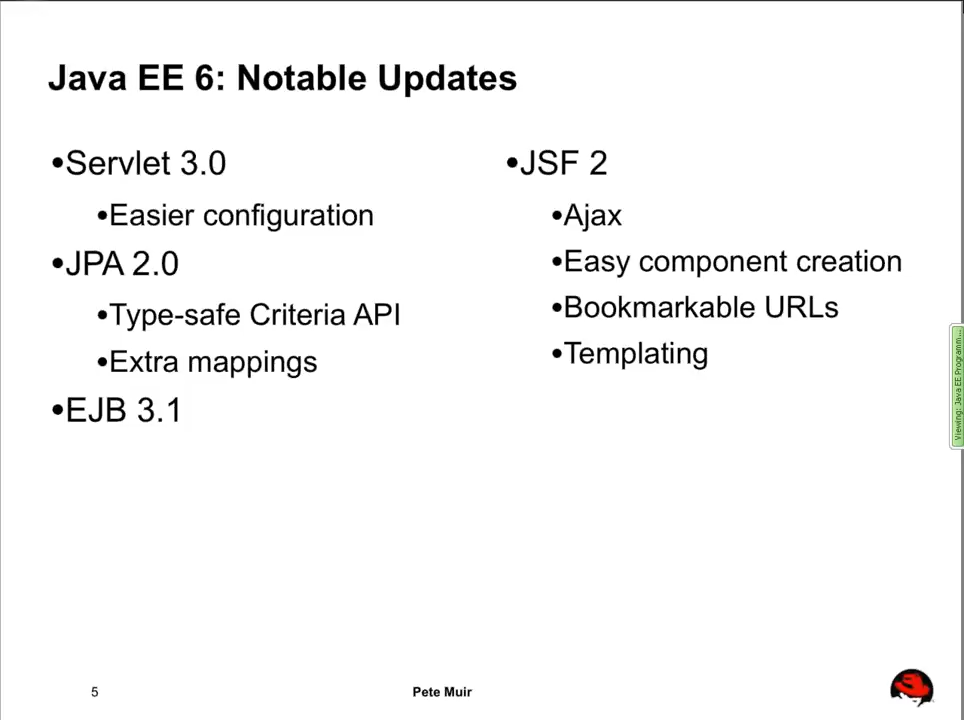 Java EE 6: Notable Updates
•Servlet 3.0
•Easier configuration
•JPA 2.0
•Type-safe Criteria API
•Extra mappings
•EJB 3.1
•JSF 2
•Ajax
•Easy component creation
•Bookmarkable URLs
•Templating
Viewing: Java EE Programm...
5
Pete Muir